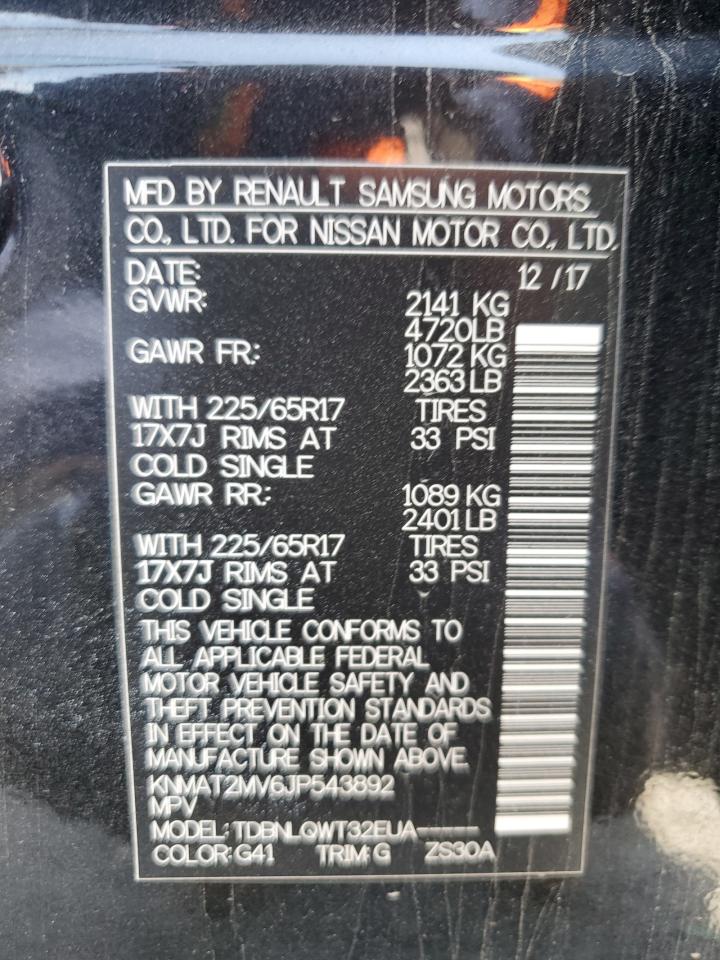 MFD BY RENAULT SAMSUNG MOTORS
CO., LTD. FOR NISSAN MOTOR CO., LTD.
DATE: 12 / 17
GVWR: 2141 KG
4720LB
GAWR FR.: 1072 KG
2363 LB
WITH 225/65R17 TIRES
17X7J RIMS AT 33 PSI
COLD SINGLE
GAWR RR.: 1089 KG
2401 LB
WITH 225/65R17 TIRES
17X7J RIMS AT 33 PSI
COLD SINGLE
THIS VEHICLE CONFORMS TO
ALL APPLICABLE FEDERAL
MOTOR VEHICLE SAFETY AND
THEFT PREVENTION STANDARDS
IN EFFECT ON THE DATE OF
MANUFACTURE SHOWN ABOVE.
KNMAT2MV6JP543892
MPV
MODEL: TDBNLQWT32EUA-----
COLOR: G41 TRIM: G ZS30A